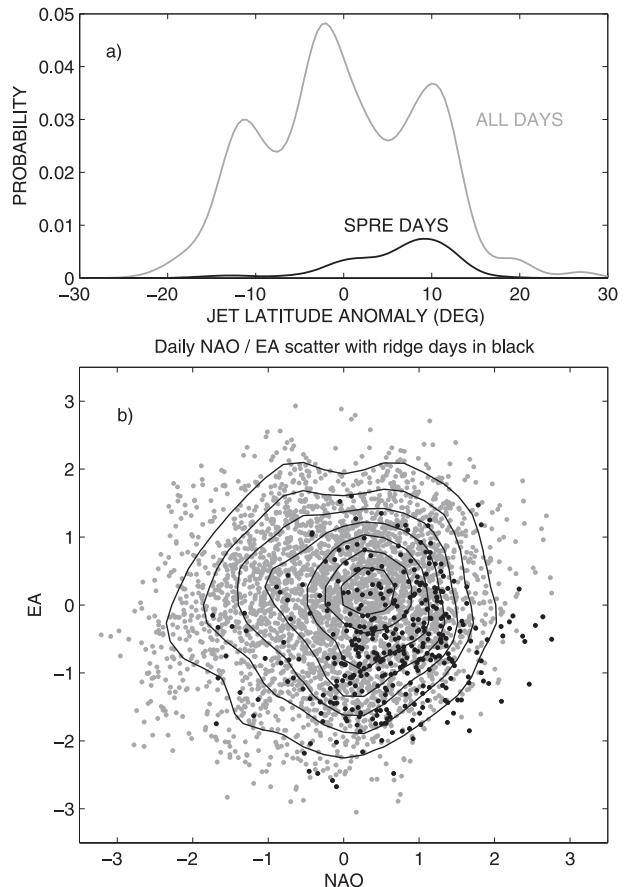 0.05
a)
0.04
ALL DAYS
0.03
PROBABILITY
0.02
SPRE DAYS
0.01
0
−30 −20 −10 0 10 20 30
JET LATITUDE ANOMALY (DEG)
Daily NAO / EA scatter with ridge days in black
b)
3
2
1
EA
0
−1
−2
−3
−3 −2 −1 0 1 2 3
NAO